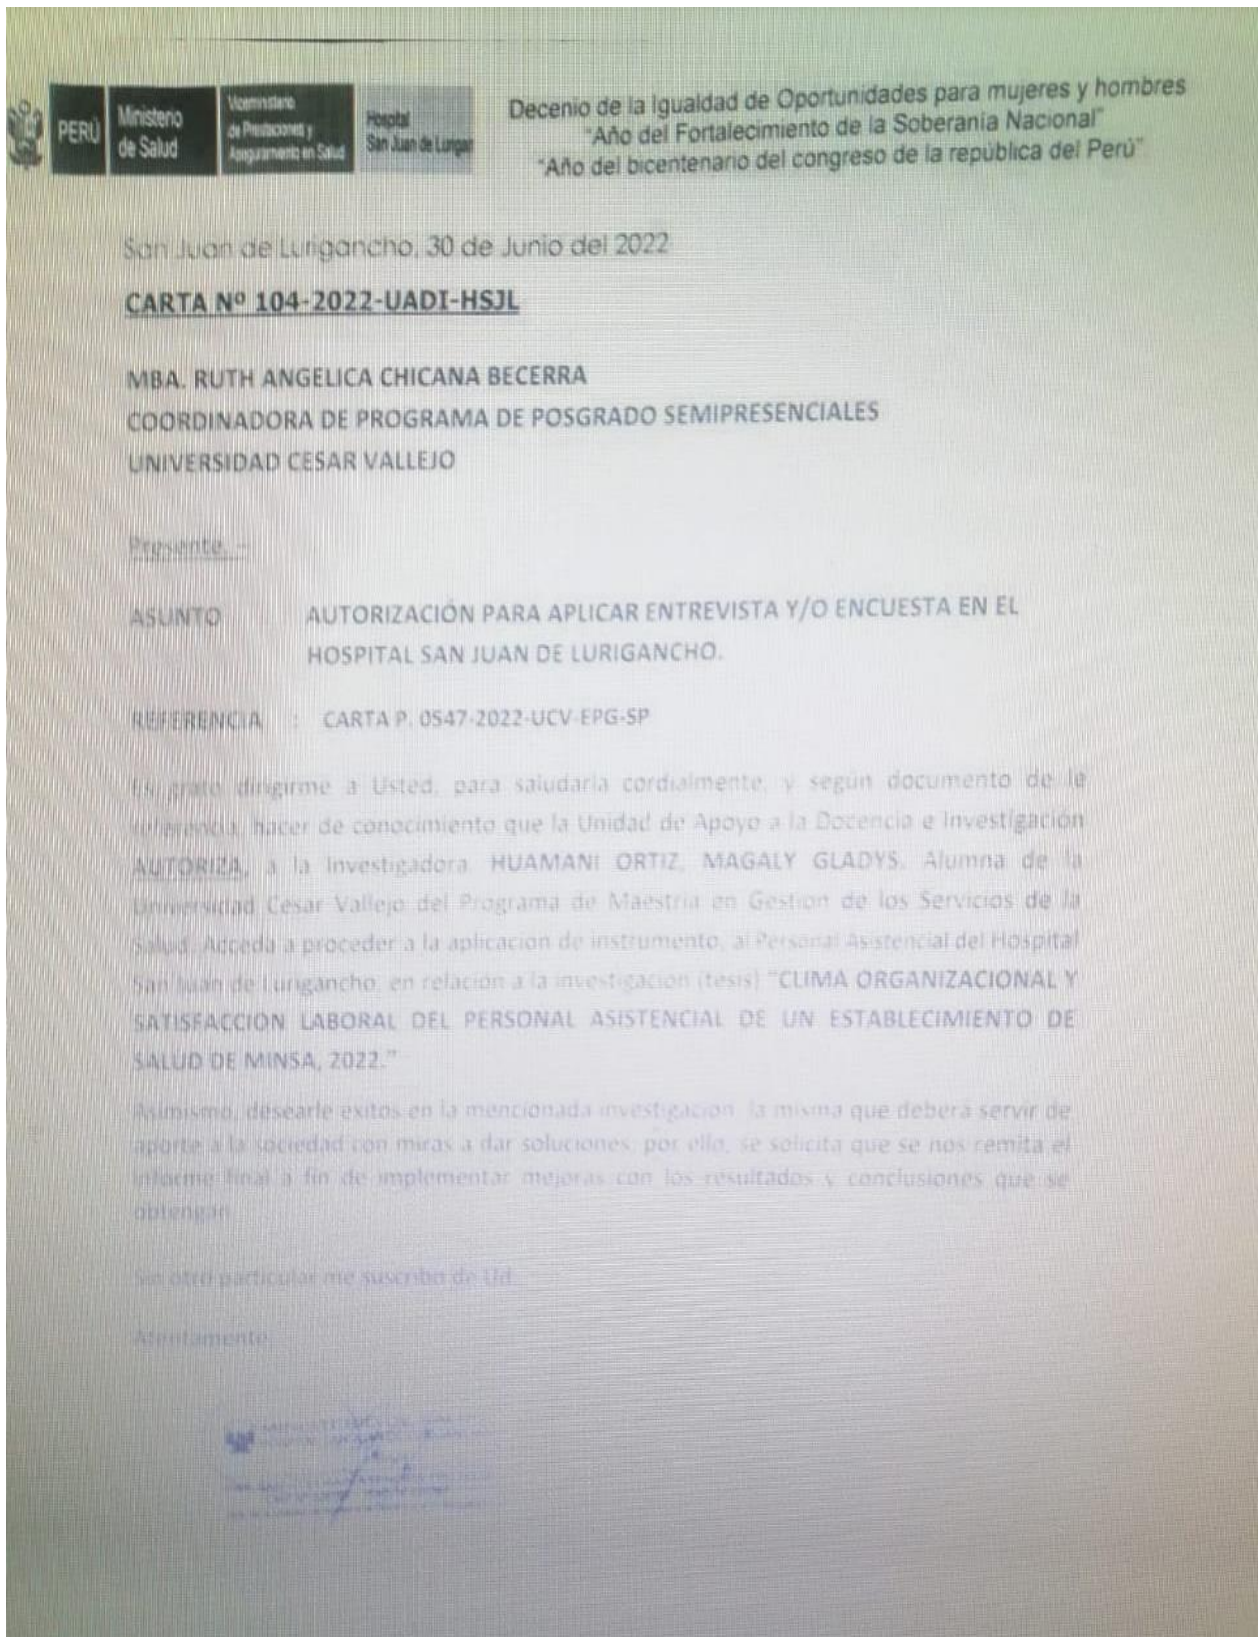 PERÚ
Ministerio
de Salud
Viceministerio
de Prestaciones y
Aseguramiento en Salud
Hospital
San Juan de Lurigan
Decenio de la Igualdad de Oportunidades para mujeres y hombres
"Año del Fortalecimiento de la Soberanía Nacional"
"Año del bicentenario del congreso de la república del Perú"
San Juan de Lurigancho, 30 de Junio del 2022
CARTA Nº 104-2022-UADI-HSJL
MBA. RUTH ANGELICA CHICANA BECERRA
COORDINADORA DE PROGRAMA DE POSGRADO SEMIPRESENCIALES
UNIVERSIDAD CESAR VALLEJO
Presente. -
ASUNTO AUTORIZACIÓN PARA APLICAR ENTREVISTA Y/O ENCUESTA EN EL
HOSPITAL SAN JUAN DE LURIGANCHO.
REFERENCIA : CARTA P. 0547-2022-UCV-EPG-SP
Es grato dirigirme a Usted, para saludarla cordialmente, y según documento de le
referencia, hacer de conocimiento que la Unidad de Apoyo a la Docencia e Investigación
AUTORIZA, a la Investigadora HUAMANI ORTIZ, MAGALY GLADYS. Alumna de la
Universidad Cesar Vallejo del Programa de Maestria en Gestion de los Servicios de la
Salud. Acceda a proceder a la aplicacion de instrumento, al Personal Asistencial del Hospital
San Juan de Lurigancho, en relacion a la investigacion (tesis) "CLIMA ORGANIZACIONAL Y
SATISFACCION LABORAL DEL PERSONAL ASISTENCIAL DE UN ESTABLECIMIENTO DE
SALUD DE MINSA, 2022."
Asimismo, desearle éxitos en la mencionada investigacion, la misma que deberá servir de
aporte a la sociedad con miras a dar soluciones, por ello, se solicita que se nos remita el
informe final a fin de implementar mejoras con los resultados y conclusiones que se
obtengan.
Sin otro particular me suscribo de Ud.
Atentamente,